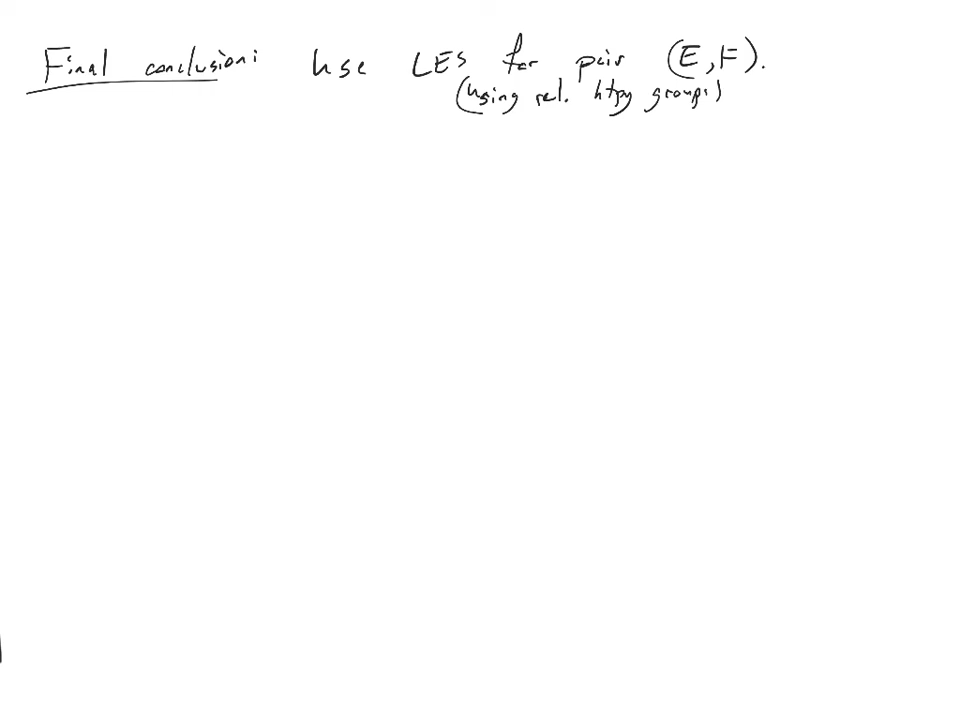 Final conclusion: Use LES for pair (E,F).
(using rel. htpy groups)